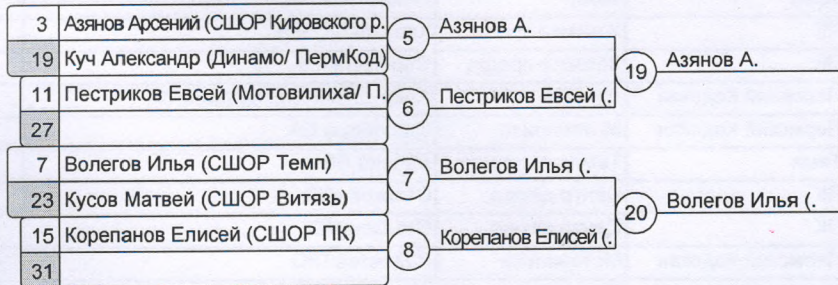 3 Азянов Арсений (СШОР Кировского р.
5 Азянов А.
19 Куч Александр (Динамо/ ПермКод)
19 Азянов А.
11 Пестриков Евсей (Мотовилиха/ П.
6 Пестриков Евсей (.
27
7 Волегов Илья (СШОР Темп)
7 Волегов Илья (.
23 Кусов Матвей (СШОР Витязь)
20 Волегов Илья (.
15 Корепанов Елисей (СШОР ПК)
8 Корепанов Елисей (.
31